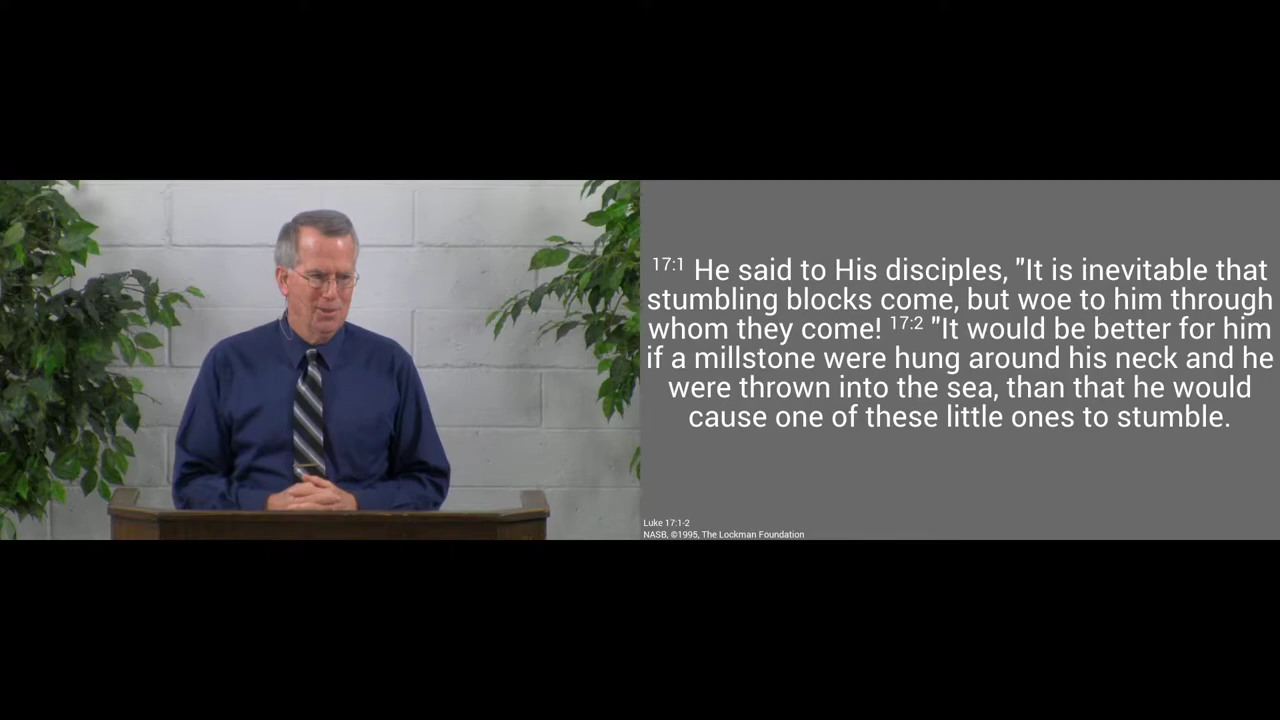 17:1 He said to His disciples, "It is inevitable that
stumbling blocks come, but woe to him through
whom they come! 17:2 "It would be better for him
if a millstone were hung around his neck and he
were thrown into the sea, than that he would
cause one of these little ones to stumble.
Luke 17:1-2
NASB, ©1995, The Lockman Foundation